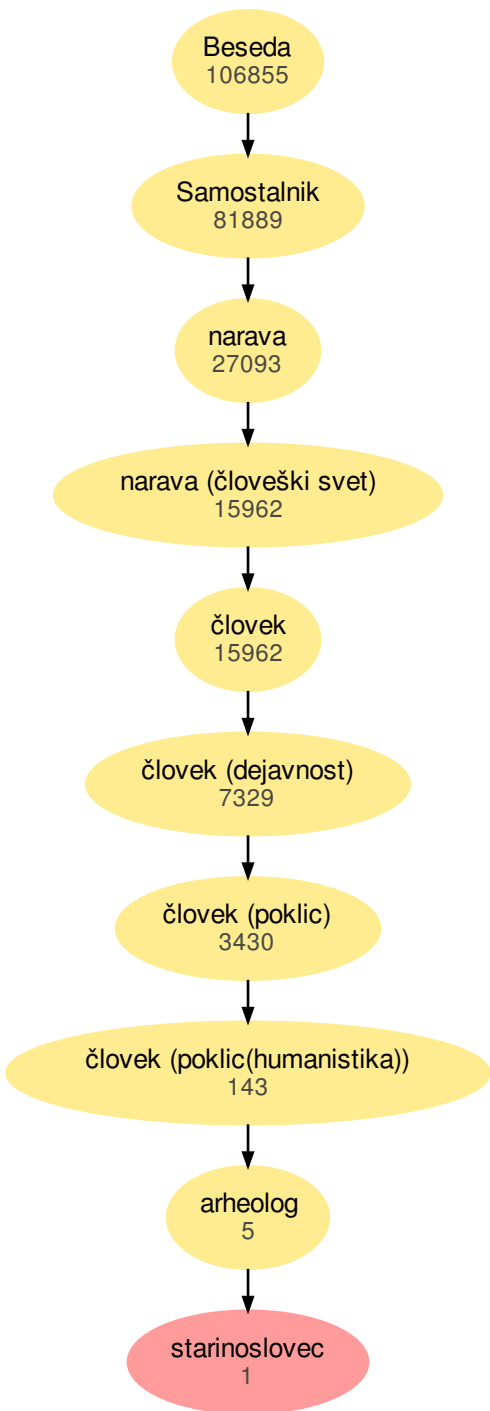 Beseda
106855
Samostalnik
81889
narava
27093
narava (človeški svet)
15962
človek
15962
človek (dejavnost)
7329
človek (poklic)
3430
človek (poklic(humanistika))
143
arheolog
5
starinoslovec
1